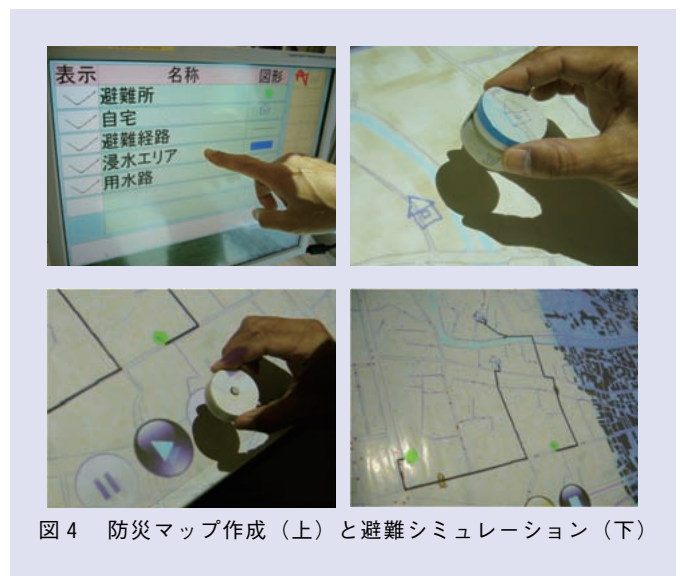 表示 名称 図形
避難所
自宅
避難経路
浸水エリア
用水路
図4 防災マップ作成（上）と避難シミュレーション（下）